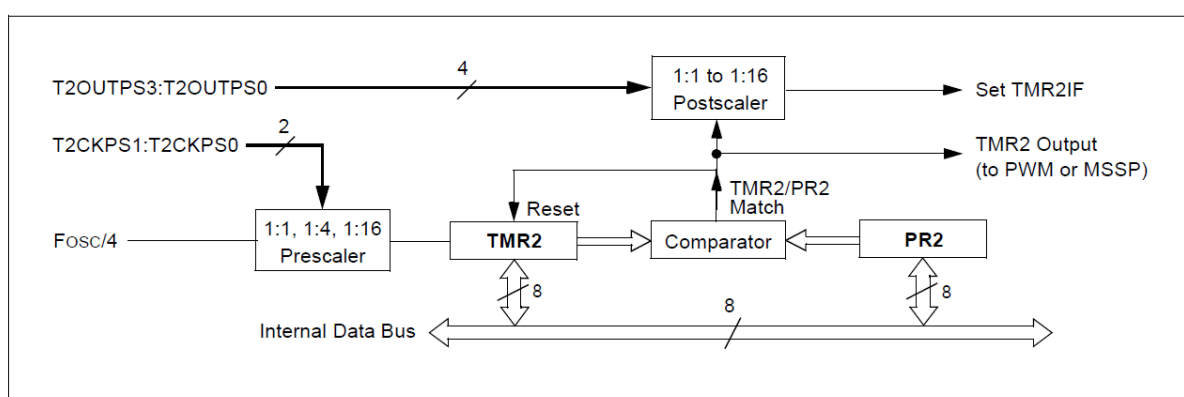 T2OUTPS3:T2OUTPS0
4
1:1 to 1:16
Postscaler
Set TMR2IF
T2CKPS1:T2CKPS0
2
TMR2 Output
(to PWM or MSSP)
TMR2/PR2
Match
Reset
FOSC/4
1:1, 1:4, 1:16
Prescaler
TMR2
Comparator
PR2
8
8
Internal Data Bus
8